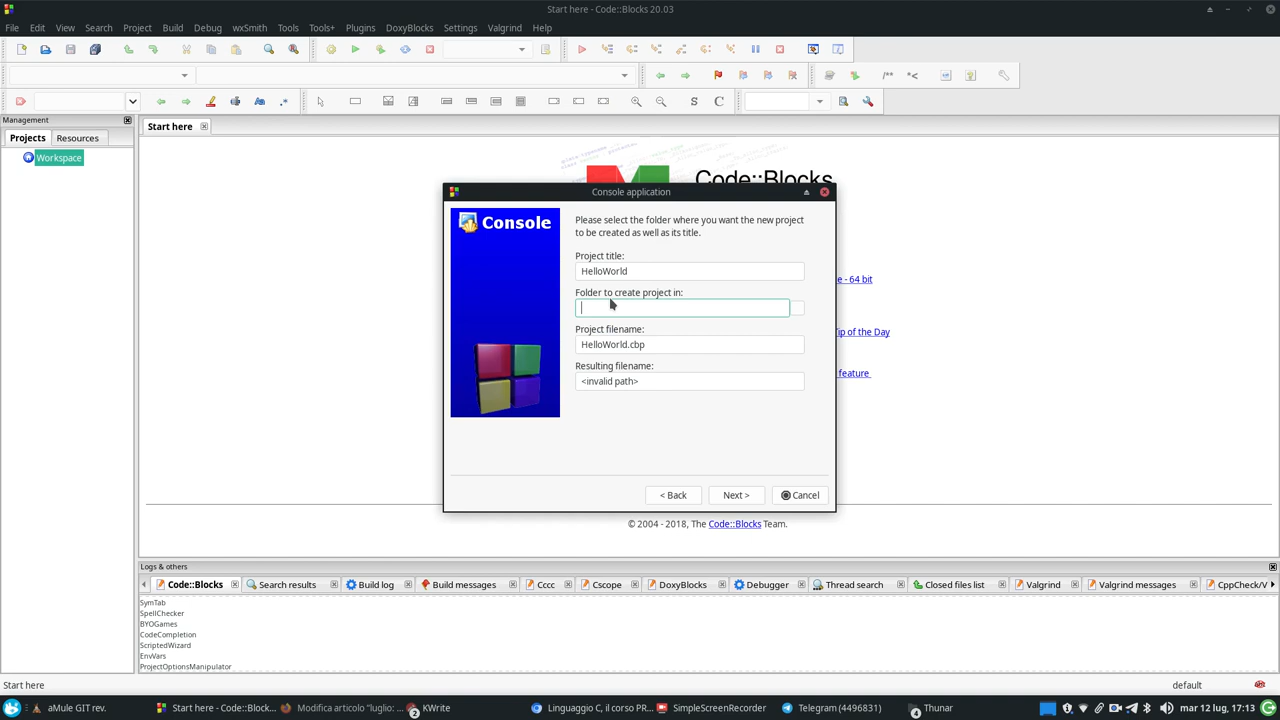 Start here - Code::Blocks 20.03
File Edit View Search Project Build Debug wxSmith Tools Tools+ Plugins DoxyBlocks Settings Valgrind Help
/** *<
S C
Management
Projects Resources
Start here
Workspace
Code::Blocks
Console application
Console
Please select the folder where you want the new project
to be created as well as its title.
Project title:
HelloWorld
Folder to create project in:
Project filename:
HelloWorld.cbp
Resulting filename:
<invalid path>
< Back Next > Cancel
e - 64 bit
ip of the Day
feature
© 2004 - 2018, The Code::Blocks Team.
Logs & others
Code::Blocks Search results Build log Build messages Cccc Cscope DoxyBlocks Debugger Thread search Closed files list Valgrind Valgrind messages CppCheck/V
SymTab
SpellChecker
BYOGames
CodeCompletion
ScriptedWizard
EnvVars
ProjectOptionsManipulator
Start here default
aMule GIT rev. Start here - Code::Block... Modifica articolo "luglio: ... 2 KWrite Linguaggio C, il corso PR... SimpleScreenRecorder Telegram (4496831) 4 Thunar mar 12 lug, 17:13